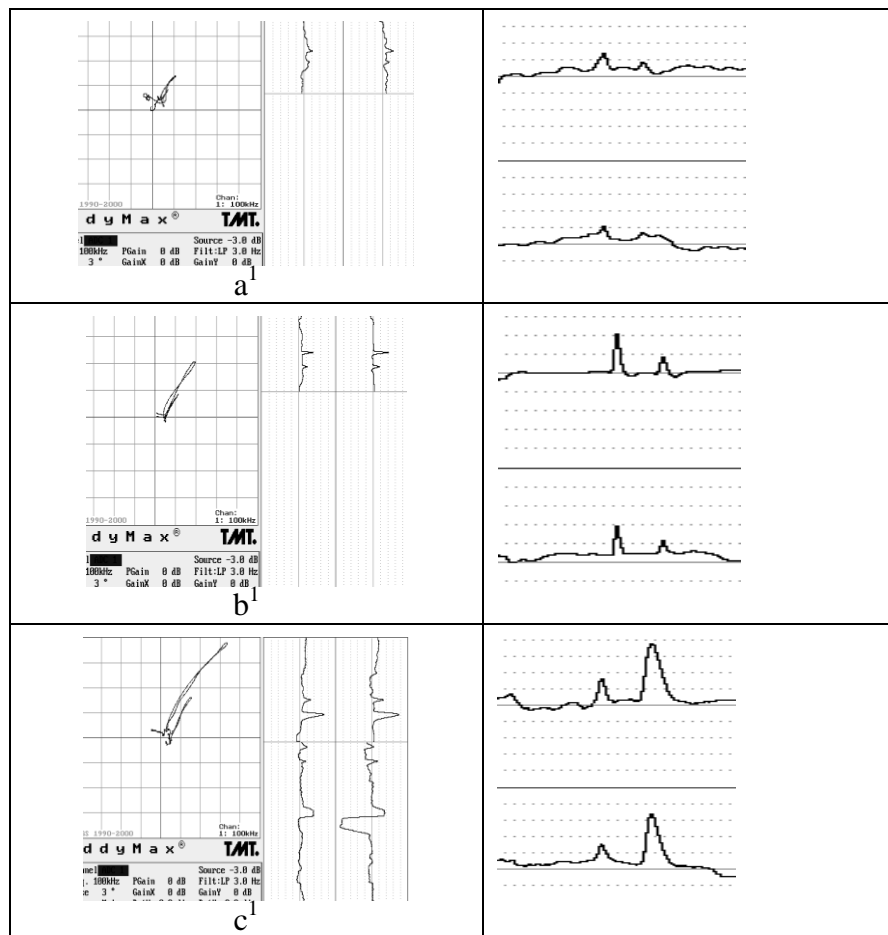 1990-2000
Chan:
1: 100kHz
d y M a x ® TMT.
Source -3.0 dB
100kHz PGain 0 dB Filt:LP 3.0 Hz
3 ° GainX 0 dB GainY 0 dB
a1
1990-2000
Chan:
1: 100kHz
d y M a x ® TMT.
Source -3.0 dB
100kHz PGain 0 dB Filt:LP 3.0 Hz
3 ° GainX 0 dB GainY 0 dB
b1
1990-2000
Chan:
1: 100kHz
d d y M a x ® TMT.
Source -3.0 dB
100kHz PGain 0 dB Filt:LP 3.0 Hz
3 ° GainX 0 dB GainY 0 dB
c1